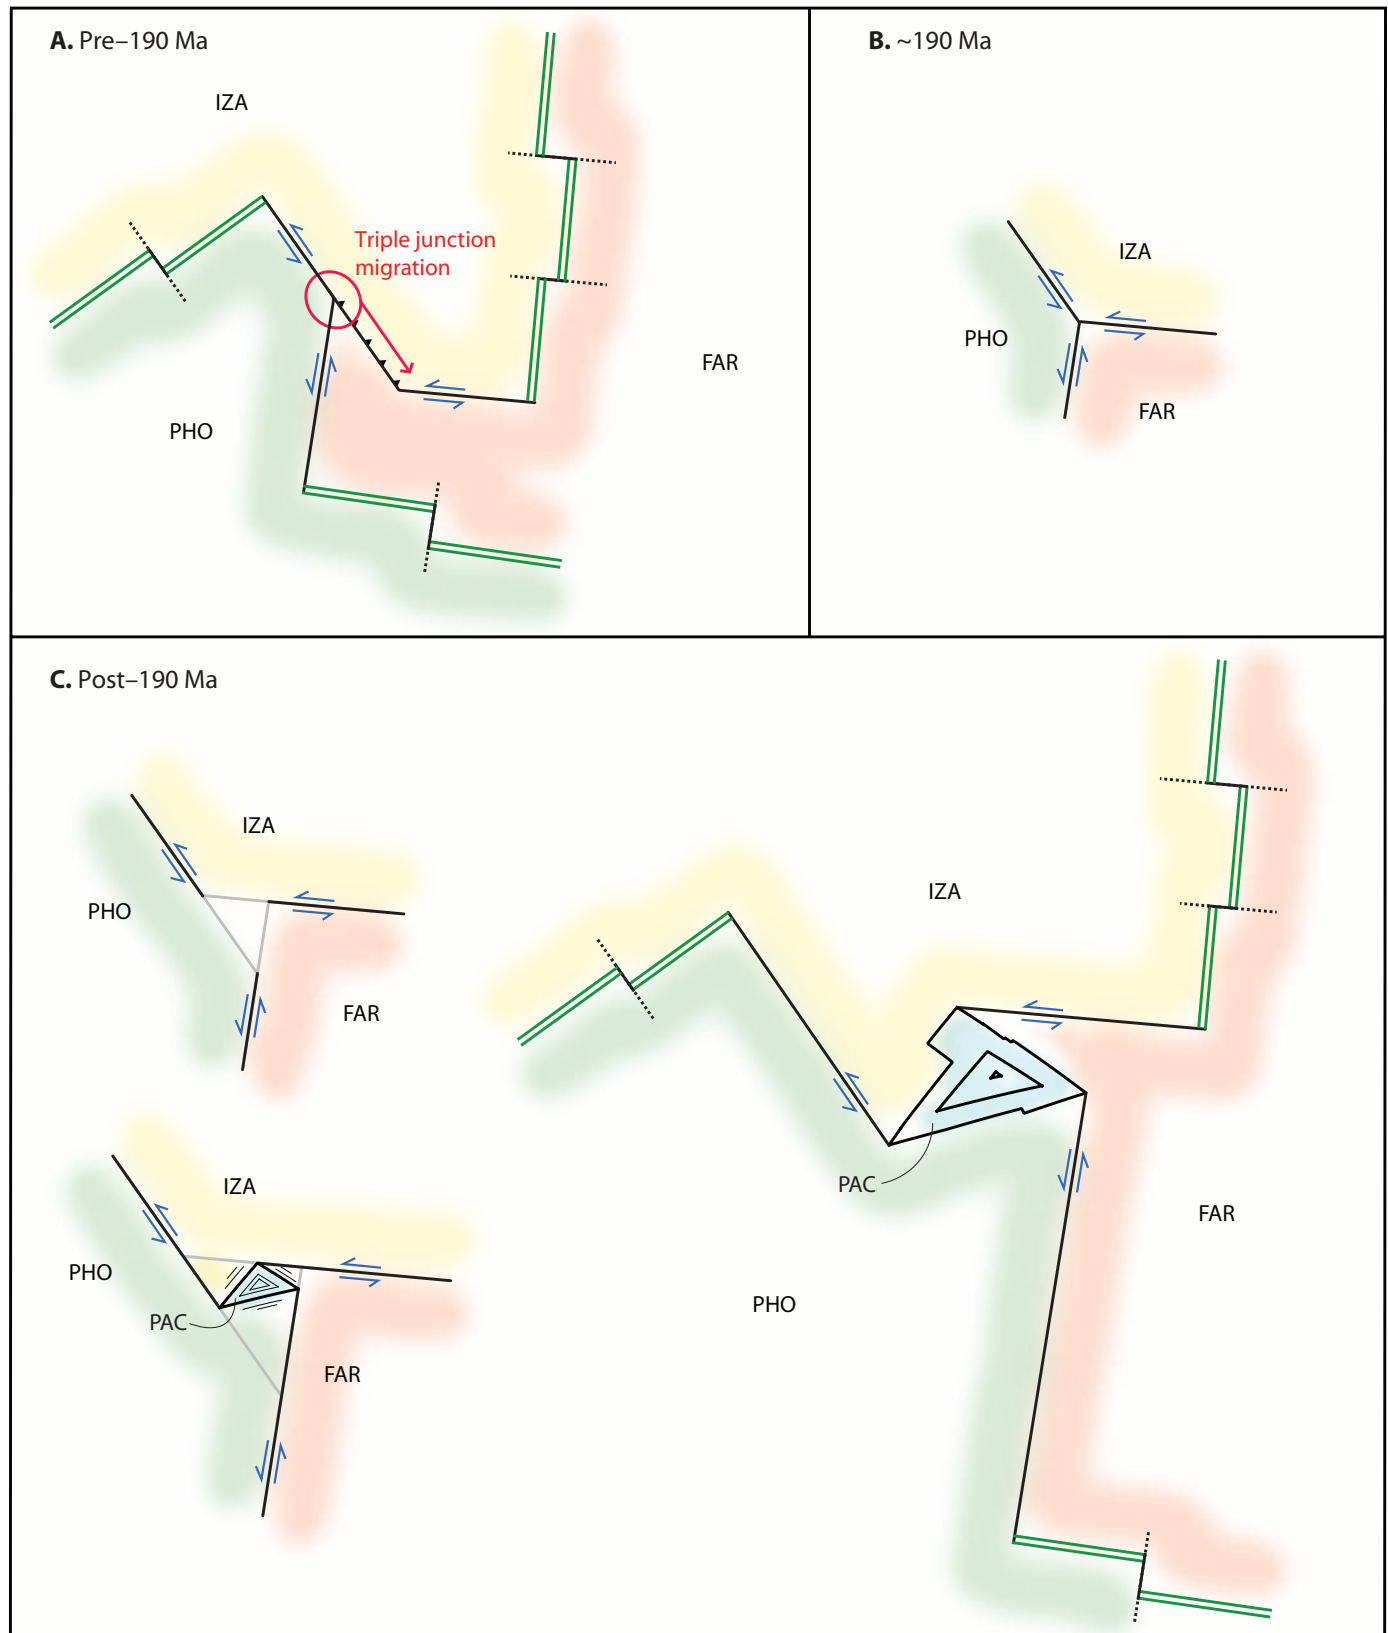 A. Pre–190 Ma
IZA
Triple junction
migration
FAR
PHO
B. ~190 Ma
IZA
PHO
FAR
C. Post–190 Ma
IZA
PHO
FAR
IZA
PHO
PAC
FAR
IZA
PAC
FAR
PHO